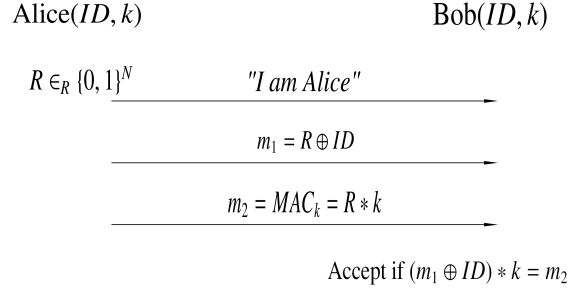 Alice(ID, k) Bob(ID, k)
R ∈_R {0, 1}^N "I am Alice"
m_1 = R ⊕ ID
m_2 = MAC_k = R * k
Accept if (m_1 ⊕ ID) * k = m_2